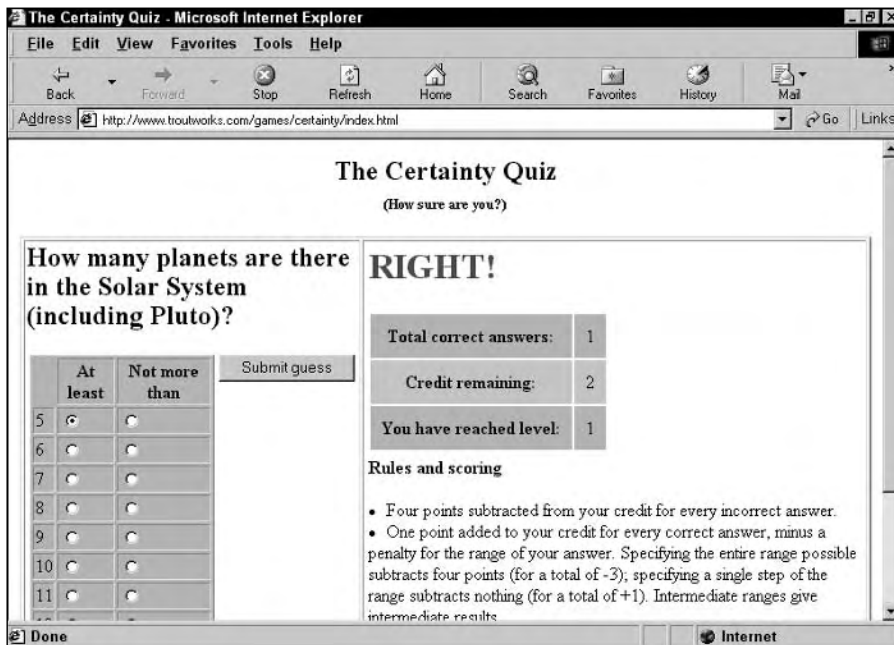 The Certainty Quiz - Microsoft Internet Explorer
File Edit View Favorites Tools Help
Back Forward Stop Refresh Home Search Favorites History Mail
Address http://www.troutworks.com/games/certainty/index.html Go Links
The Certainty Quiz
(How sure are you?)
How many planets are there
in the Solar System
(including Pluto)?
At
least
Not more
than
Submit guess
5
6
7
8
9
10
11
RIGHT!
Total correct answers: 1
Credit remaining: 2
You have reached level: 1
Rules and scoring
• Four points subtracted from your credit for every incorrect answer.
• One point added to your credit for every correct answer, minus a
penalty for the range of your answer. Specifying the entire range possible
subtracts four points (for a total of -3); specifying a single step of the
range subtracts nothing (for a total of +1). Intermediate ranges give
intermediate results
Done Internet